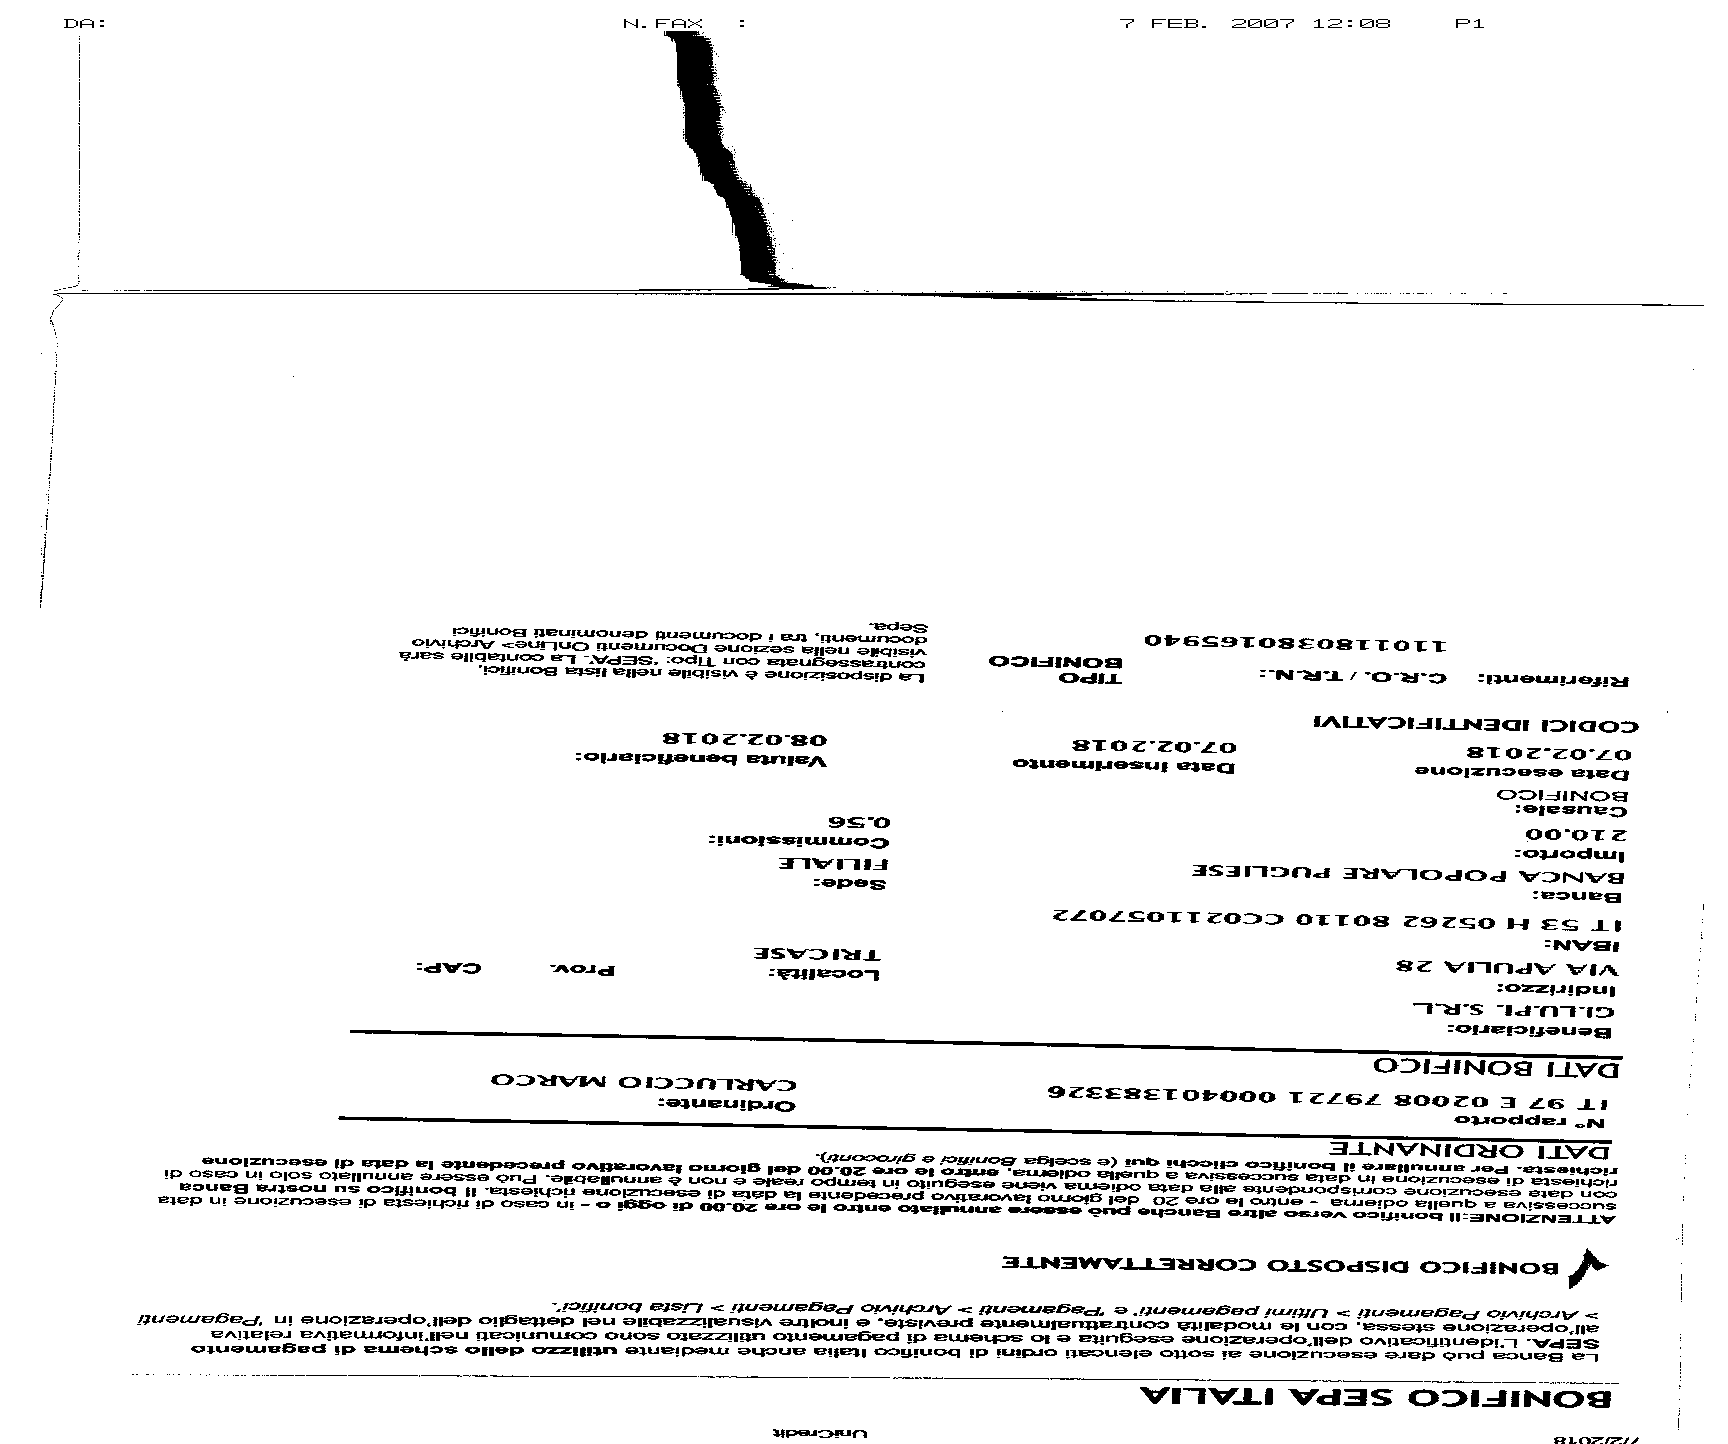 DA: N.FAX : 7 FEB. 2007 12:08 P1
7/2/2018 UniCredit
BONIFICO SEPA ITALIA
La Banca può dare esecuzione ai sotto elencati ordini di bonifico Italia anche mediante utilizzo dello schema di pagamento
SEPA. L'identificativo dell'operazione eseguita e lo schema di pagamento utilizzato sono comunicati nell'informativa relativa
all'operazione stessa, con le modalità contrattualmente previste, e inoltre visualizzabile nel dettaglio dell'operazione in 'Pagamenti
> Archivio Pagamenti > Ultimi pagamenti' e 'Pagamenti > Archivio Pagamenti > Lista bonifici'.
BONIFICO DISPOSTO CORRETTAMENTE
ATTENZIONE:Il bonifico verso altre Banche può essere annullato entro le ore 20.00 di oggi o - in caso di richiesta di esecuzione in data
successiva a quella odierna - entro le ore 20 del giorno lavorativo precedente la data di esecuzione richiesta. Il bonifico su nostra Banca
con data esecuzione corrispondente alla data odierna viene eseguito in tempo reale e non è annullabile. Può essere annullato solo in caso di
richiesta di esecuzione in data successiva a quella odierna, entro le ore 20.00 del giorno lavorativo precedente la data di esecuzione
richiesta. Per annullare il bonifico clicchi qui (e scelga Bonifici e giroconti).
DATI ORDINANTE
N° rapporto Ordinante:
IT 97 E 02008 79721 000401383326 CARLUCCIO MARCO
DATI BONIFICO
Beneficiario:
GI.LU.PI. S.R.L.
Indirizzo: Località: Prov. CAP:
VIA APULIA 28 TRICASE
IBAN:
IT 53 H 05262 80110 CC0211057072
Banca: Sede:
BANCA POPOLARE PUGLIESE FILIALE
Importo: Commissioni:
210.00 0.56
Causale:
BONIFICO
Data esecuzione Data inserimento Valuta beneficiario:
07.02.2018 07.02.2018 08.02.2018
CODICI IDENTIFICATIVI
Riferimenti: C.R.O. / T.R.N.: TIPO La disposizione è visibile nella lista Bonifici,
BONIFICO contrassegnata con Tipo: 'SEPA'. La contabile sarà
1101180380165940 visibile nella sezione Documenti OnLine> Archivio
documenti, tra i documenti denominati Bonifici
Sepa.